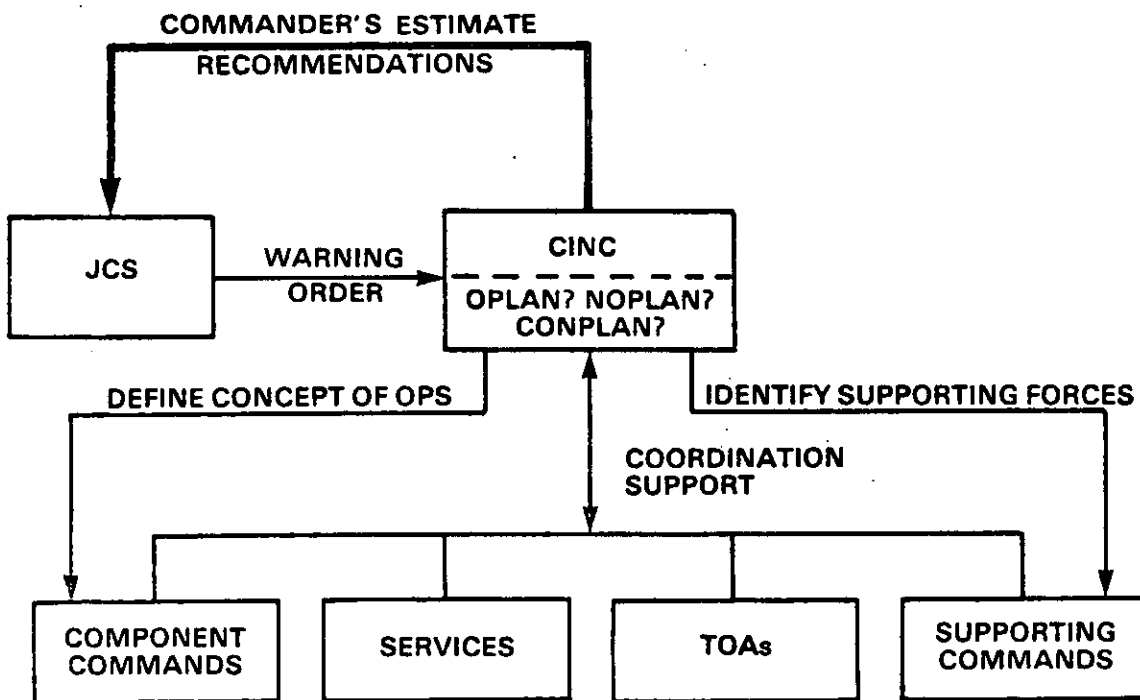 COMMANDER'S ESTIMATE
RECOMMENDATIONS
JCS
WARNING
ORDER
CINC
OPLAN? NOPLAN?
CONPLAN?
DEFINE CONCEPT OF OPS
IDENTIFY SUPPORTING FORCES
COORDINATION
SUPPORT
COMPONENT
COMMANDS
SERVICES
TOAs
SUPPORTING
COMMANDS